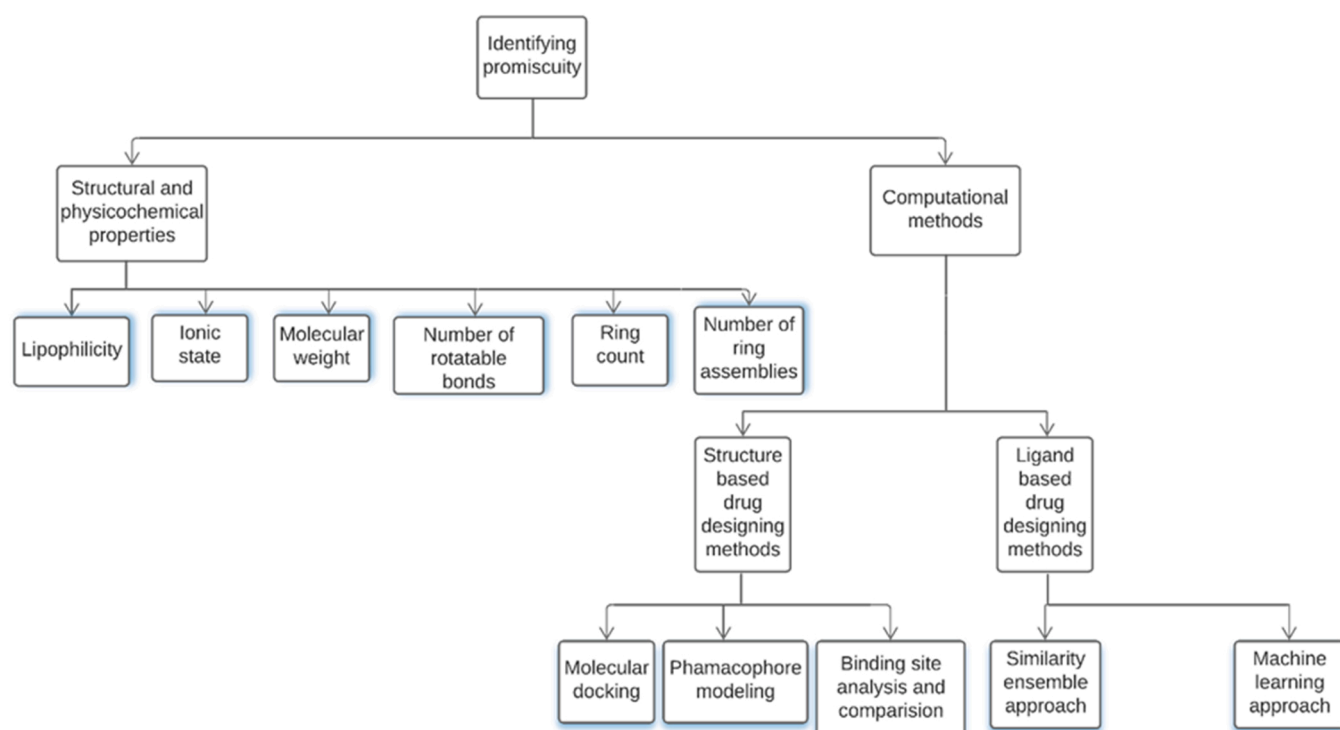 Identifying
promiscuity
Structural and
physicochemical
properties
Computational
methods
Lipophilicity
Ionic
state
Molecular
weight
Number of
rotatable
bonds
Ring
count
Number of
ring
assemblies
Structure
based
drug
designing
methods
Ligand
based
drug
designing
methods
Molecular
docking
Phamacophore
modeling
Binding site
analysis and
comparision
Similarity
ensemble
approach
Machine
learning
approach